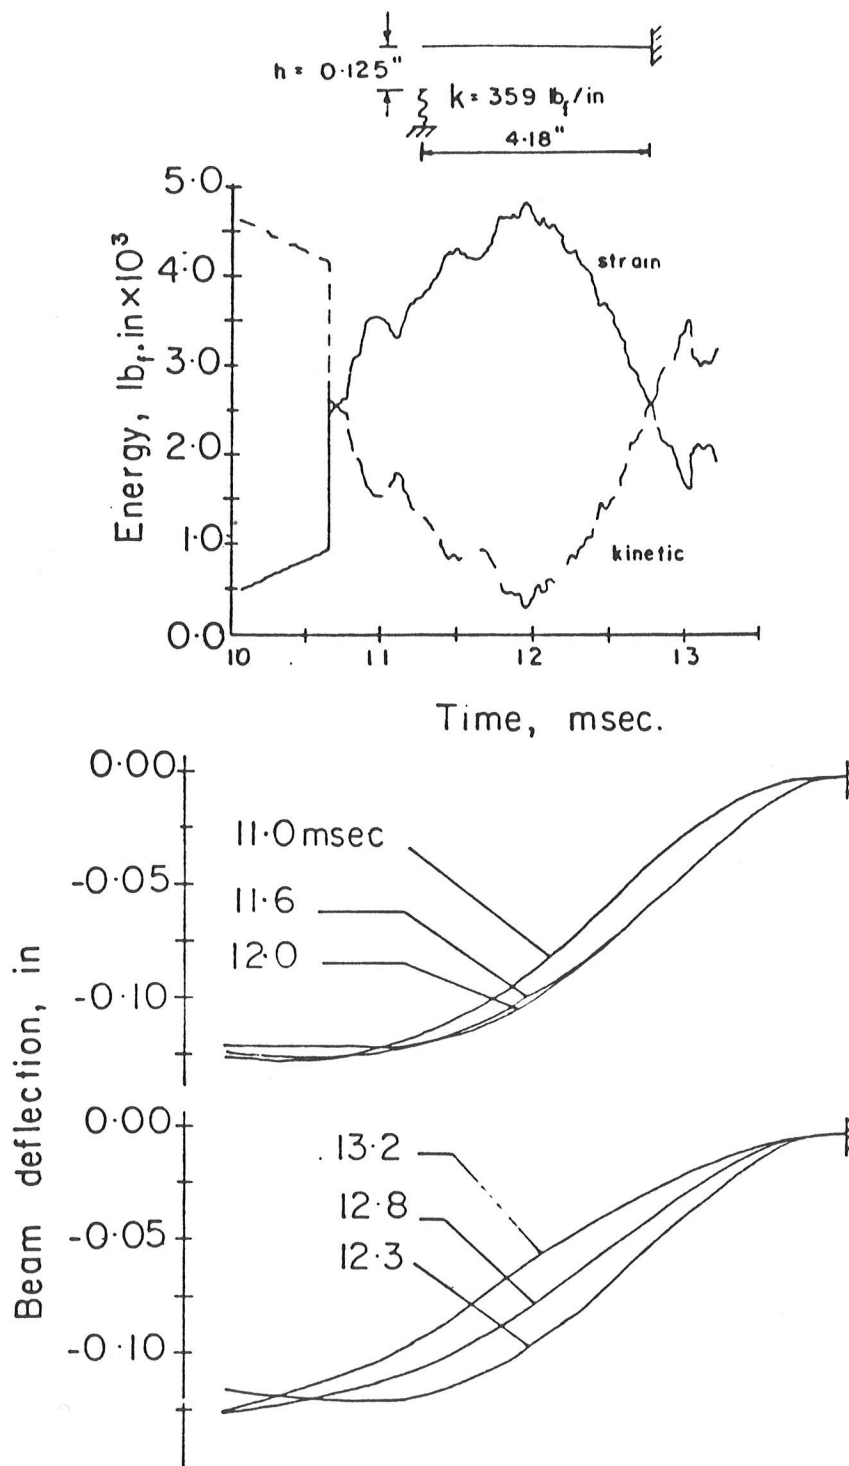 h = 0.125"
k = 359 lbf/in
4.18"
5.0
4.0
3.0
2.0
1.0
0.0
Energy, lbf.in×10³
strain
kinetic
10 11 12 13
Time, msec.
0.00
-0.05
-0.10
11.0 msec
11.6
12.0
Beam deflection, in
0.00
-0.05
-0.10
13.2
12.8
12.3